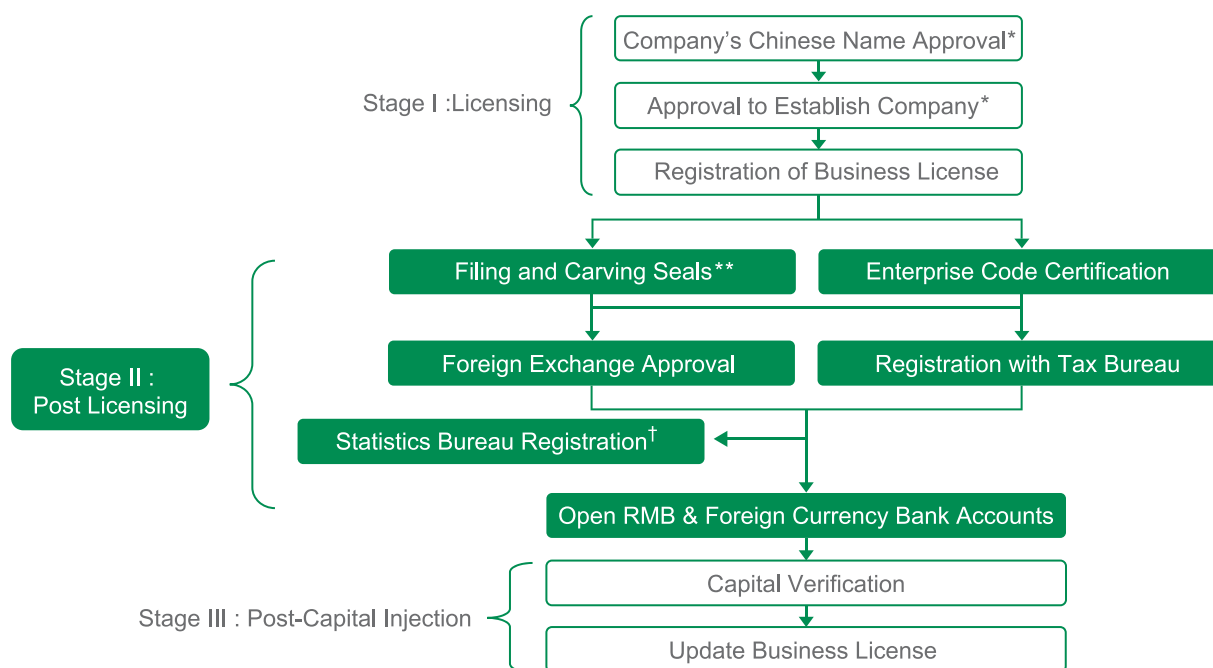 Company’s Chinese Name Approval*
Stage I :Licensing
Approval to Establish Company*
Registration of Business License
Filing and Carving Seals**
Enterprise Code Certification
Foreign Exchange Approval
Registration with Tax Bureau
Stage II :
Post Licensing
Statistics Bureau Registration†
Open RMB & Foreign Currency Bank Accounts
Capital Verification
Stage III : Post-Capital Injection
Update Business License